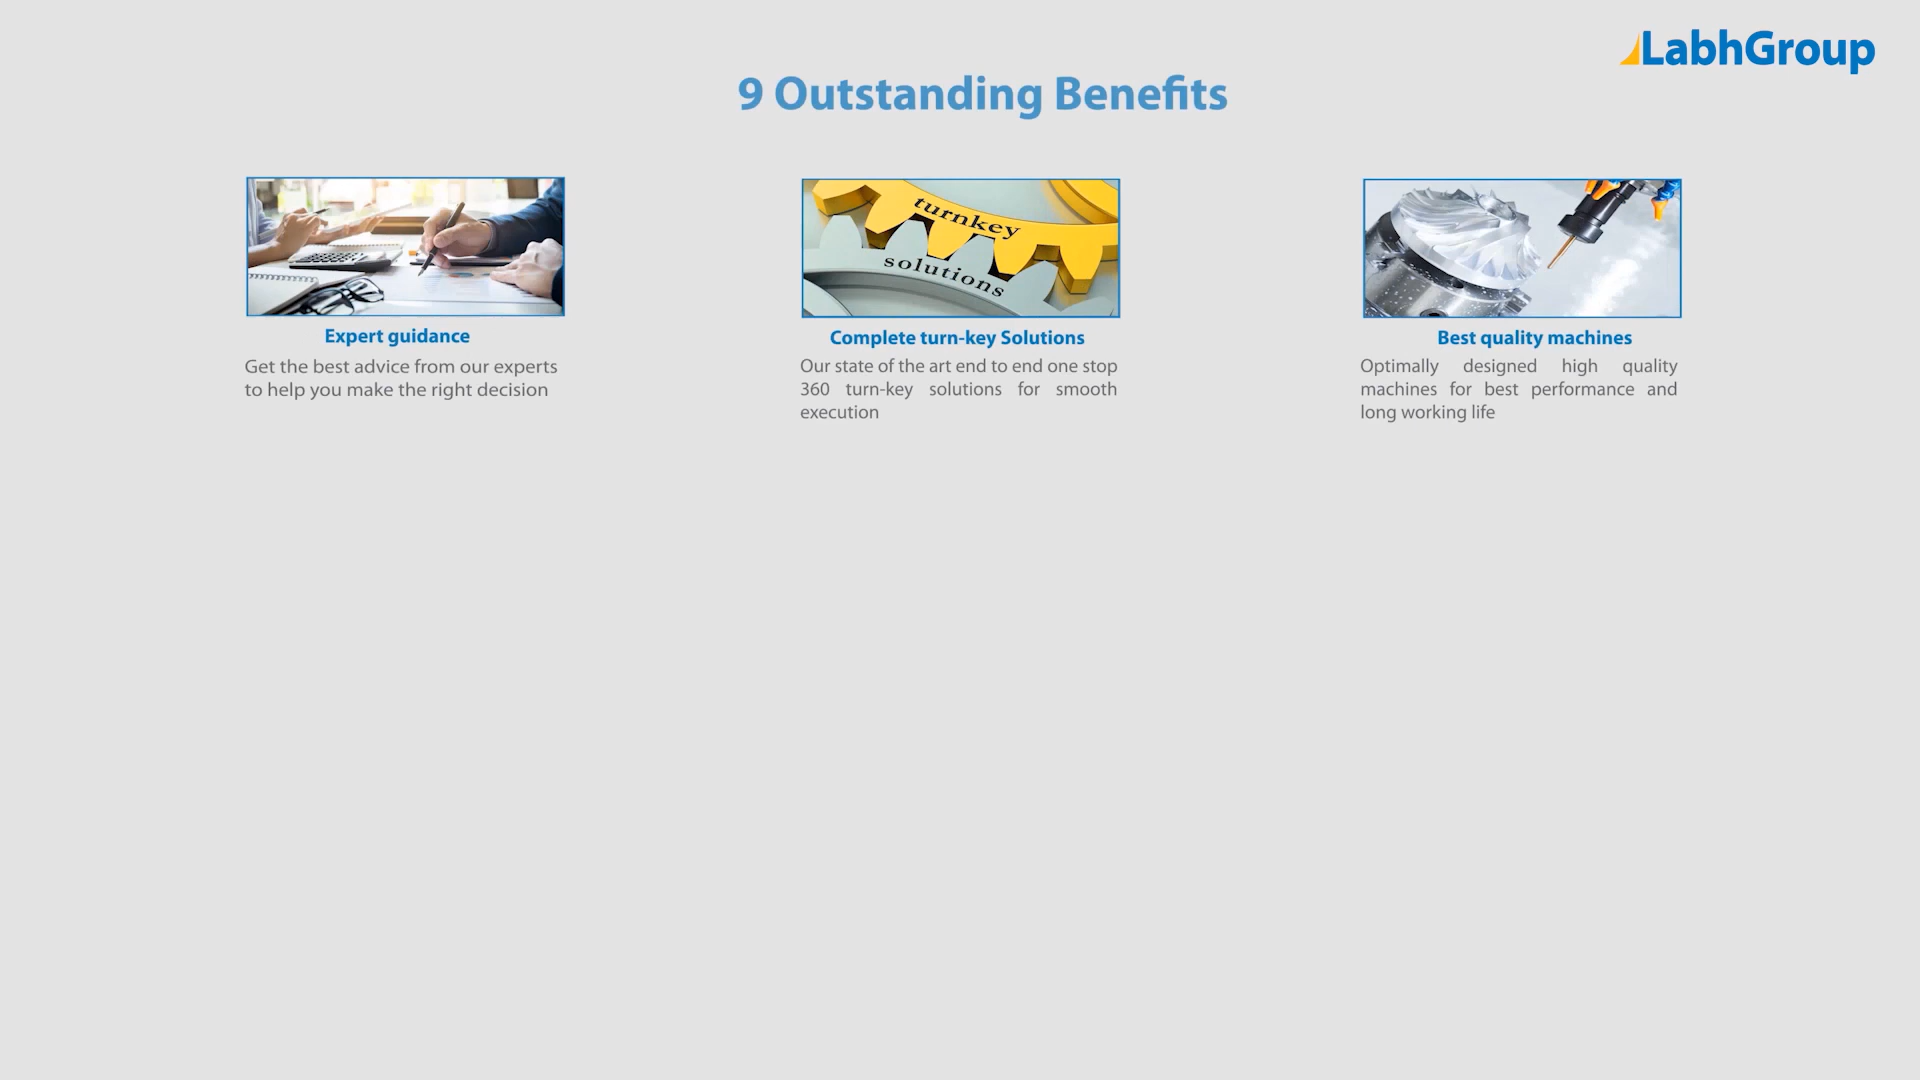 LabhGroup
9 Outstanding Benefits
turnkey
solutions
Expert guidance
Get the best advice from our experts
to help you make the right decision
Complete turn-key Solutions
Our state of the art end to end one stop
360 turn-key solutions for smooth
execution
Best quality machines
Optimally designed high quality
machines for best performance and
long working life